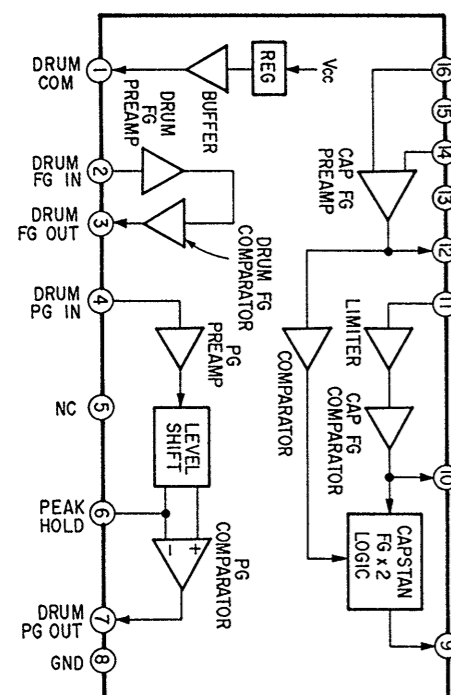 DRUM
COM
1
DRUM
FG IN
2
DRUM
FG OUT
3
DRUM
PG IN
4
NC
5
PEAK
HOLD
6
DRUM
PG OUT
7
GND
8
REG
Vcc
BUFFER
DRUM
FG PREAMP
DRUM FG
COMPARATOR
PG
PREAMP
LEVEL
SHIFT
- +
PG
COMPARATOR
16
15
14
13
12
11
10
9
CAP FG
PREAMP
LIMITER
COMPARATOR
CAP FG
COMPARATOR
CAPSTAN
FG x 2
LOGIC